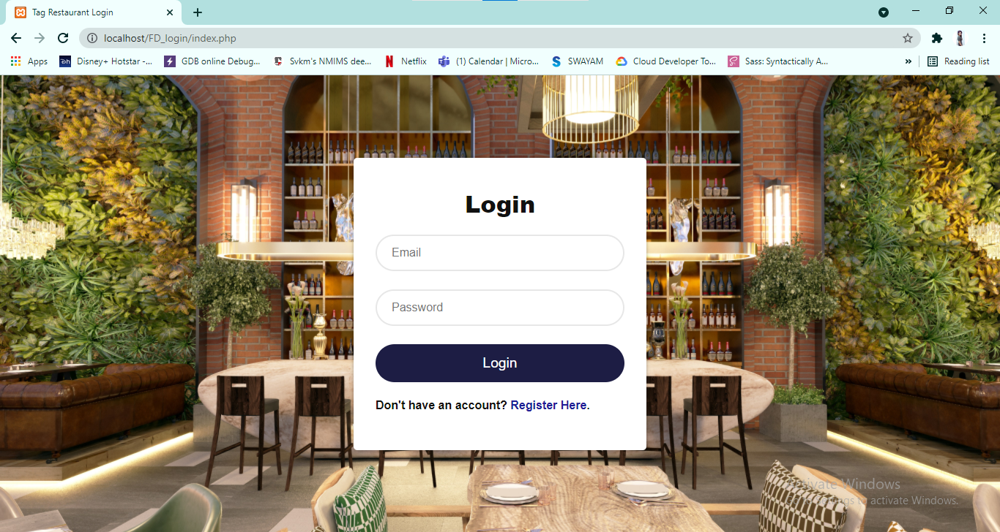 Tag Restaurant Login
localhost/FD_login/index.php
Apps
Disney+ Hotstar -...
GDB online Debug...
Svkm's NMIMS dee...
Netflix
(1) Calendar | Micro...
SWAYAM
Cloud Developer To...
Sass: Syntactically A...
»
Reading list
Login
Email
Password
Login
Don't have an account? Register Here.
Activate Windows
Go to Settings to activate Windows.